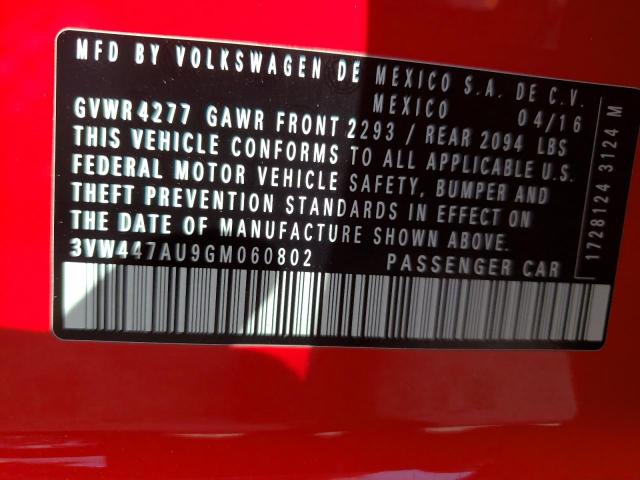 MFD BY VOLKSWAGEN DE MEXICO S.A. DE C.V.
MEXICO 04/16
GVWR 4277 GAWR FRONT 2293 / REAR 2094 LBS
THIS VEHICLE CONFORMS TO ALL APPLICABLE U.S.
FEDERAL MOTOR VEHICLE SAFETY, BUMPER AND
THEFT PREVENTION STANDARDS IN EFFECT ON
THE DATE OF MANUFACTURE SHOWN ABOVE.
3VW447AU9GM060802 PASSENGER CAR
1728124 3124 M